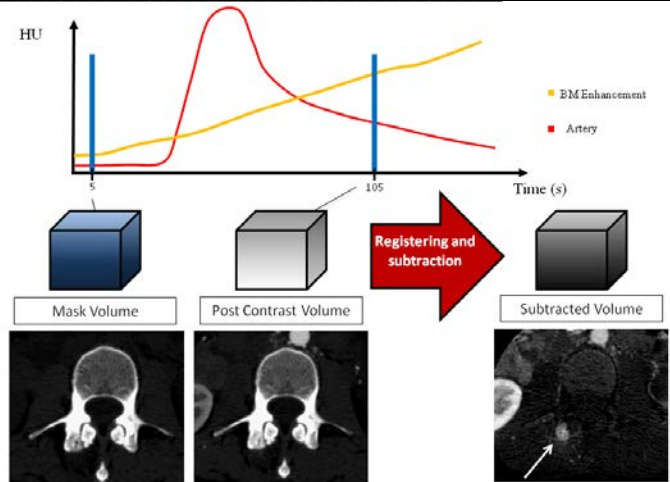 HU
BM Enhancement
Artery
5
105
Time (s)
Registering and
subtraction
Mask Volume
Post Contrast Volume
Subtracted Volume